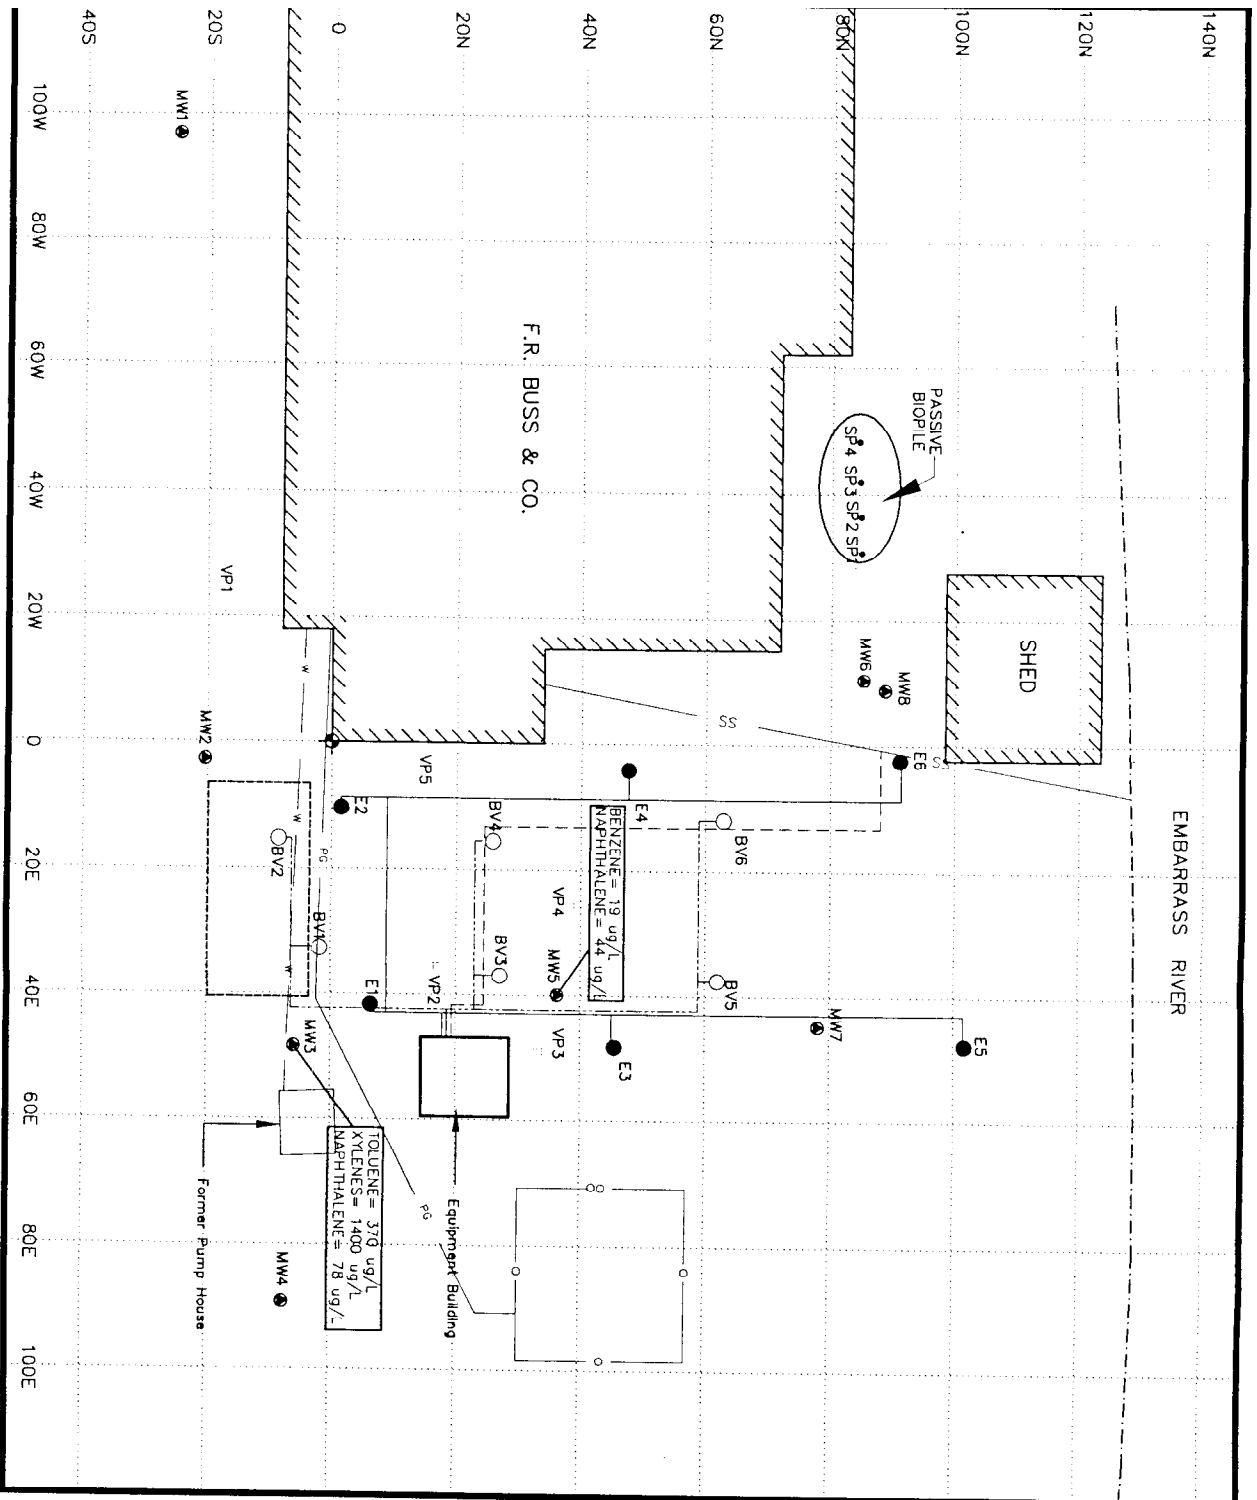 40S
20S
0
20N
40N
60N
80N
100N
120N
140N
100W
80W
60W
40W
20W
0
20E
40E
60E
80E
100E
MW1
F.R. BUSS & CO.
PASSIVE
BIOPILE
SP4
SP3
SP2
SP1
SHED
MW6
MW8
EMBARRASS RIVER
VP1
W
SS
SS
MW2
VP5
E6
E2
E4
BV4
BV6
BV2
W
PG
BENZENE= 19 ug/L
NAPHTHALENE= 44 ug/L
VP4
BV1
W
BV3
MW5
BV5
E1
VP2
MW3
VP3
E3
MW7
E5
TOLUENE= 370 ug/L
XYLENES= 1400 ug/L
NAPHTHALENE= 78 ug/L
PG
Former Pump House
Equipment Building
MW4